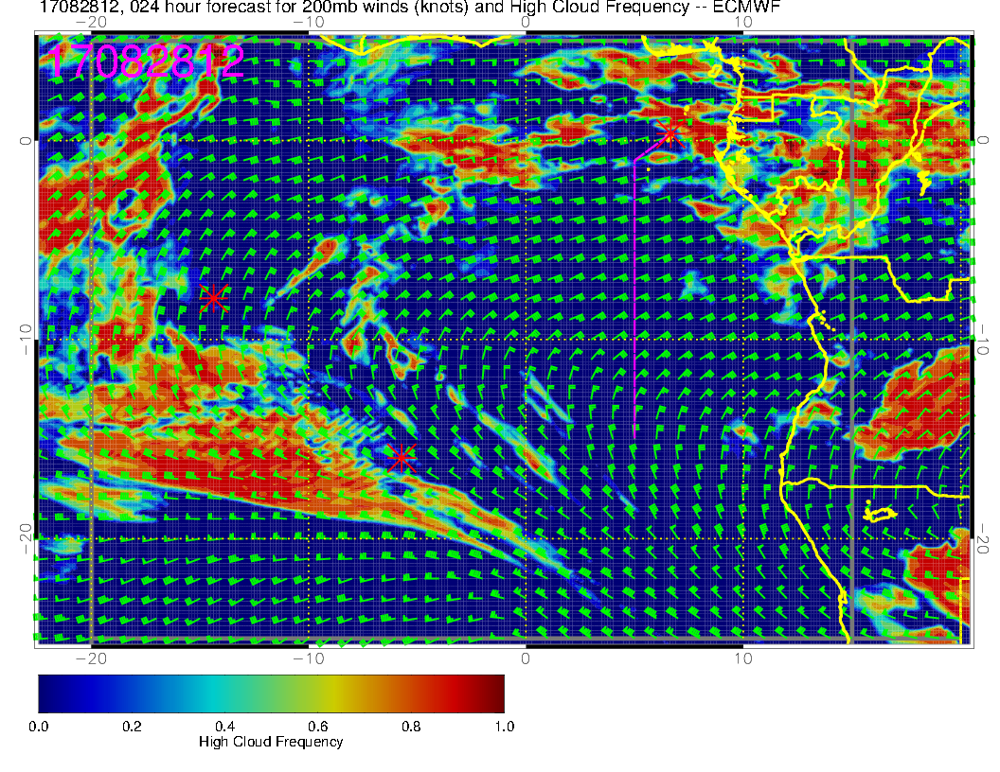 17082812, 024 hour forecast for 200mb winds (knots) and High Cloud Frequency -- ECMWF
−20 −10 0 10
17082812
0 0
−10 −10
−20 −20
−20 −10 0 10
0.0 0.2 0.4 0.6 0.8 1.0
High Cloud Frequency